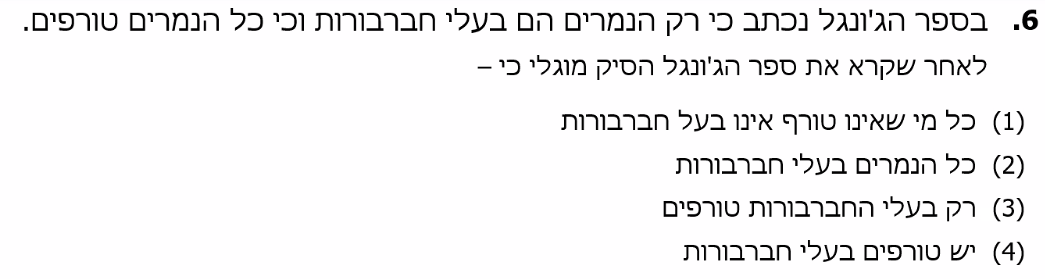 6. בספר הג'ונגל נכתב כי רק הנמרים הם בעלי חברבורות וכי כל הנמרים טורפים.
לאחר שקרא את ספר הג'ונגל הסיק מוגלי כי –
(1) כל מי שאינו טורף אינו בעל חברבורות
(2) כל הנמרים בעלי חברבורות
(3) רק בעלי החברבורות טורפים
(4) יש טורפים בעלי חברבורות